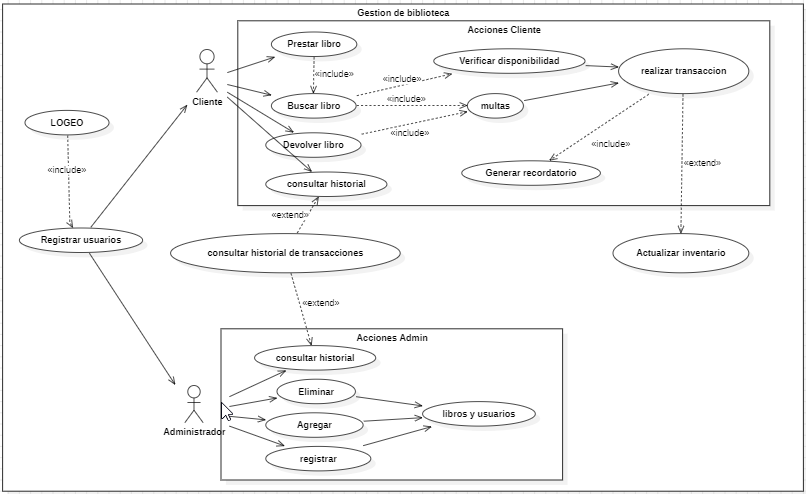 Gestion de biblioteca
Acciones Cliente
Prestar libro
«include»
Verificar disponibilidad
realizar transaccion
Cliente
«include»
Buscar libro
«include»
multas
LOGEO
«include»
Devolver libro
«include»
«include»
Generar recordatorio
«extend»
consultar historial
«extend»
Registrar usuarios
consultar historial de transacciones
Actualizar inventario
«extend»
Acciones Admin
consultar historial
Eliminar
libros y usuarios
Agregar
Administrador
registrar